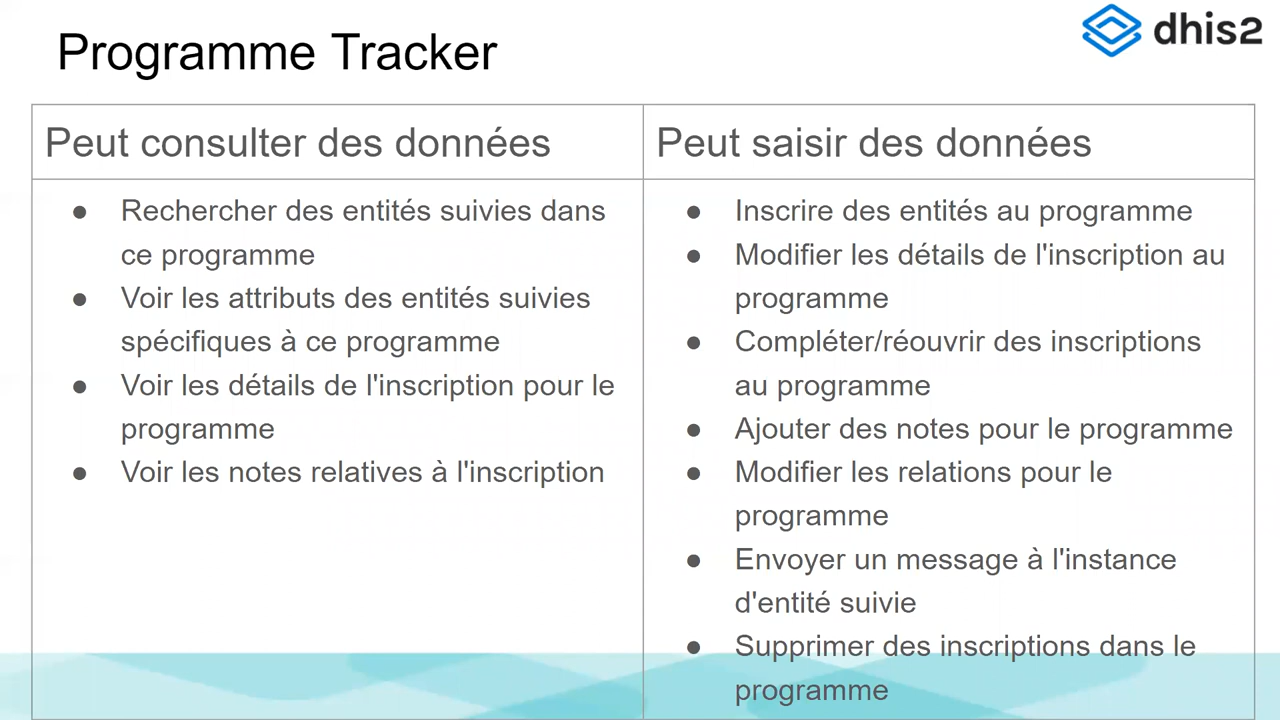 Programme Tracker
dhis2
Peut consulter des données
Peut saisir des données
● Rechercher des entités suivies dans
ce programme
● Voir les attributs des entités suivies
spécifiques à ce programme
● Voir les détails de l'inscription pour le
programme
● Voir les notes relatives à l'inscription
● Inscrire des entités au programme
● Modifier les détails de l'inscription au
programme
● Compléter/réouvrir des inscriptions
au programme
● Ajouter des notes pour le programme
● Modifier les relations pour le
programme
● Envoyer un message à l'instance
d'entité suivie
● Supprimer des inscriptions dans le
programme